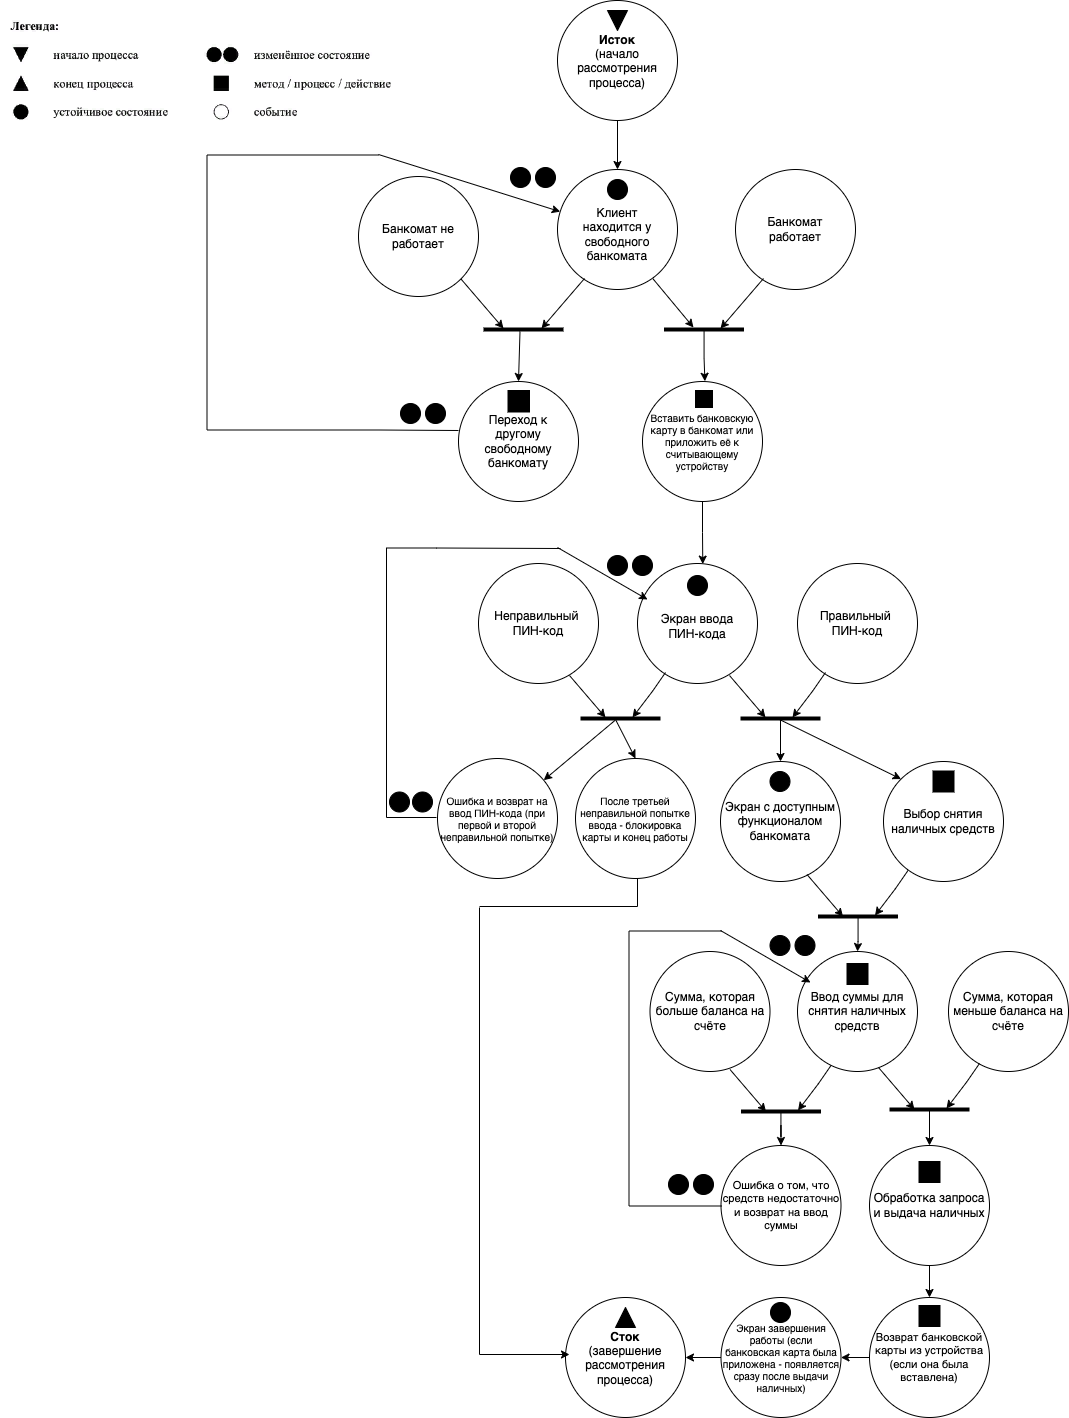 Легенда:
начало процесса
изменённое состояние
конец процесса
метод / процесс / действие
устойчивое состояние
событие
Исток
(начало
рассмотрения
процесса)
Банкомат не
работает
Клиент
находится у
свободного
банкомата
Банкомат
работает
Переход к
другому
свободному
банкомату
Вставить банковскую
карту в банкомат или
приложить её к
считывающему
устройству
Неправильный
ПИН-код
Экран ввода
ПИН-кода
Правильный
ПИН-код
Ошибка и возврат на
ввод ПИН-кода (при
первой и второй
неправильной попытке)
После третьей
неправильной попытке
ввода - блокировка
карты и конец работы
Экран с доступным
функционалом
банкомата
Выбор снятия
наличных средств
Сумма, которая
больше баланса на
счёте
Ввод суммы для
снятия наличных
средств
Сумма, которая
меньше баланса на
счёте
Ошибка о том, что
средств недостаточно
и возврат на ввод
суммы
Обработка запроса
и выдача наличных
Сток
(завершение
рассмотрения
процесса)
Экран завершения
работы (если
банковская карта была
приложена - появляется
сразу после выдачи
наличных)
Возврат банковской
карты из устройства
(если она была
вставлена)